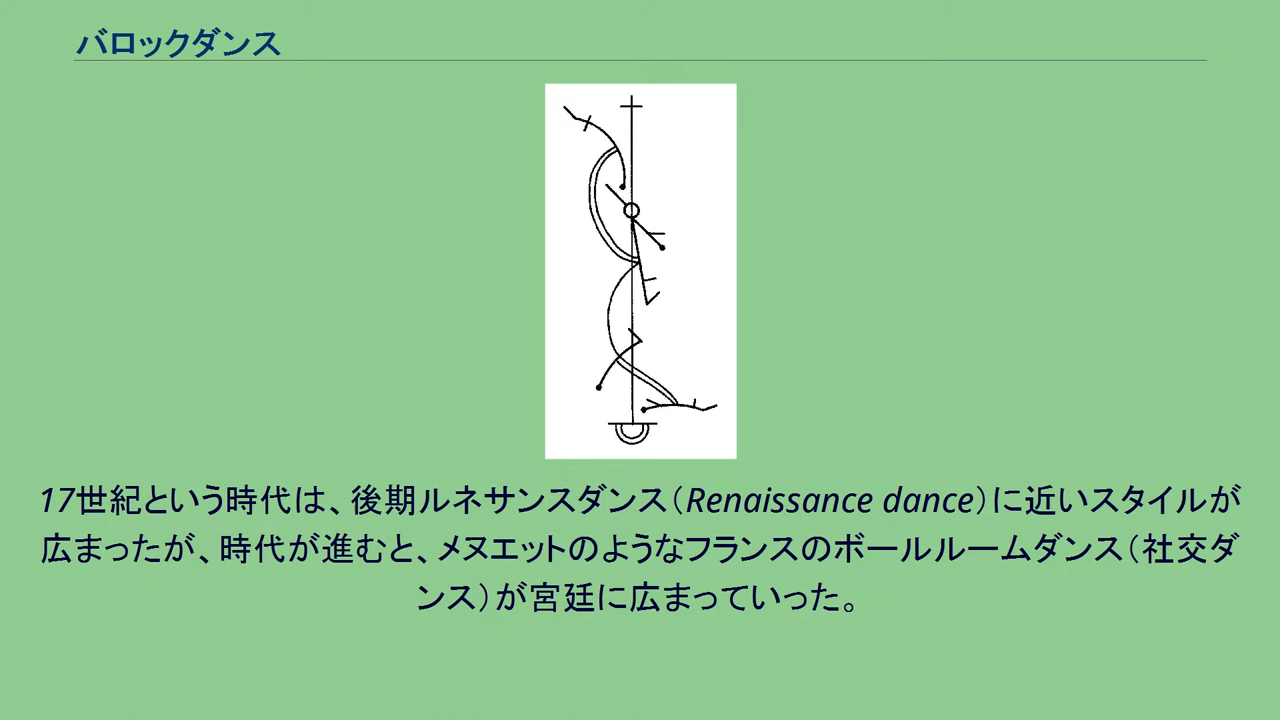 バロックダンス
17世紀という時代は、後期ルネサンスダンス（Renaissance dance）に近いスタイルが
広まったが、時代が進むと、メヌエットのようなフランスのボールルームダンス（社交ダ
ンス）が宮廷に広まっていった。